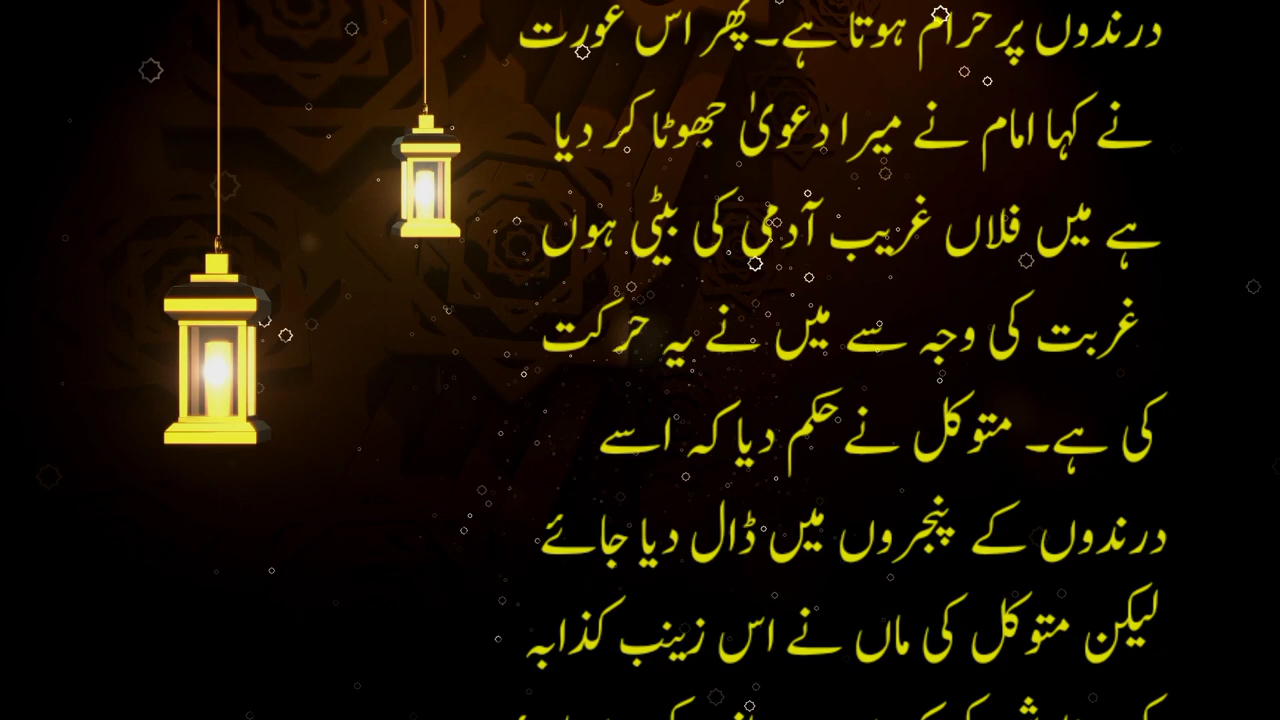 درندوں پر حرام ہوتا ہے۔ پھر اس عورت
نے کہا امام نے میرا دعویٰ جھوٹا کر دیا
ہے میں فلاں غریب آدمی کی بیٹی ہوں
غربت کی وجہ سے میں نے یہ حرکت
کی ہے۔ متوکل نے حکم دیا کہ اسے
درندوں کے پنجروں میں ڈال دیا جائے
لیکن متوکل کی ماں نے اس زینب کذابہ